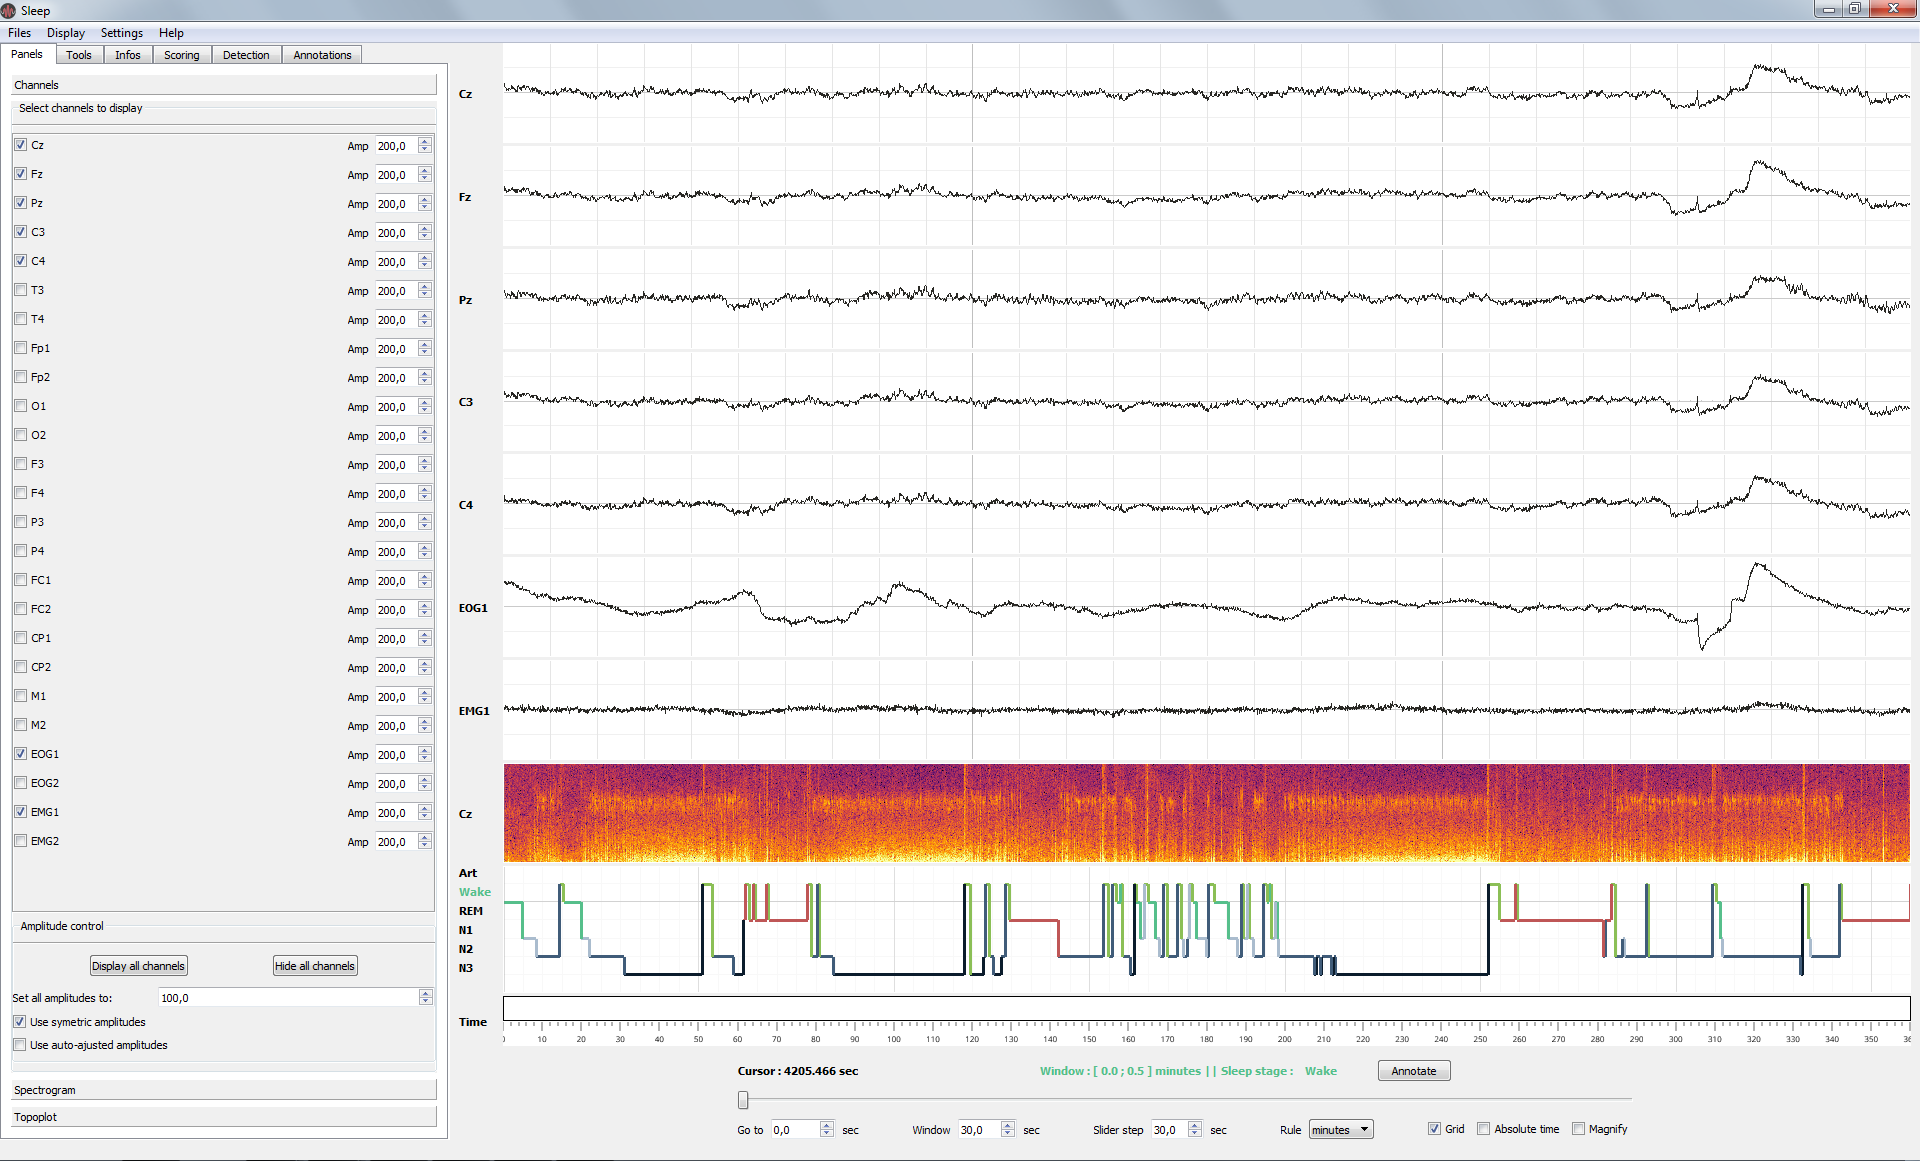 Sleep
Files Display Settings Help
Panels Tools Infos Scoring Detection Annotations
Channels
Select channels to display
Cz Amp 200,0
Fz Amp 200,0
Pz Amp 200,0
C3 Amp 200,0
C4 Amp 200,0
T3 Amp 200,0
T4 Amp 200,0
Fp1 Amp 200,0
Fp2 Amp 200,0
O1 Amp 200,0
O2 Amp 200,0
F3 Amp 200,0
F4 Amp 200,0
P3 Amp 200,0
P4 Amp 200,0
FC1 Amp 200,0
FC2 Amp 200,0
CP1 Amp 200,0
CP2 Amp 200,0
M1 Amp 200,0
M2 Amp 200,0
EOG1 Amp 200,0
EOG2 Amp 200,0
EMG1 Amp 200,0
EMG2 Amp 200,0
Amplitude control
Display all channels Hide all channels
Set all amplitudes to: 100,0
Use symetric amplitudes
Use auto-ajusted amplitudes
Spectrogram
Topoplot
Cz
Fz
Pz
C3
C4
EOG1
EMG1
Cz
Art
Wake
REM
N1
N2
N3
Time
10 20 30 40 50 60 70 80 90 100 110 120 130 140 150 160 170 180 190 200 210 220 230 240 250 260 270 280 290 300 310 320 330 340 350
Cursor : 4205.466 sec Window : [ 0.0 ; 0.5 ] minutes || Sleep stage : Wake Annotate
Go to 0,0 sec Window 30,0 sec Slider step 30,0 sec Rule minutes Grid Absolute time Magnify